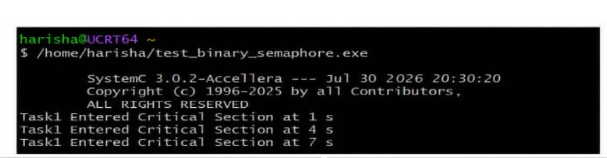 harisha@UCRT64 ~
$ /home/harisha/test_binary_semaphore.exe
SystemC 3.0.2-Accellera --- Jul 30 2026 20:30:20
Copyright (c) 1996-2025 by all Contributors,
ALL RIGHTS RESERVED
Task1 Entered Critical Section at 1 s
Task1 Entered Critical Section at 4 s
Task1 Entered Critical Section at 7 s